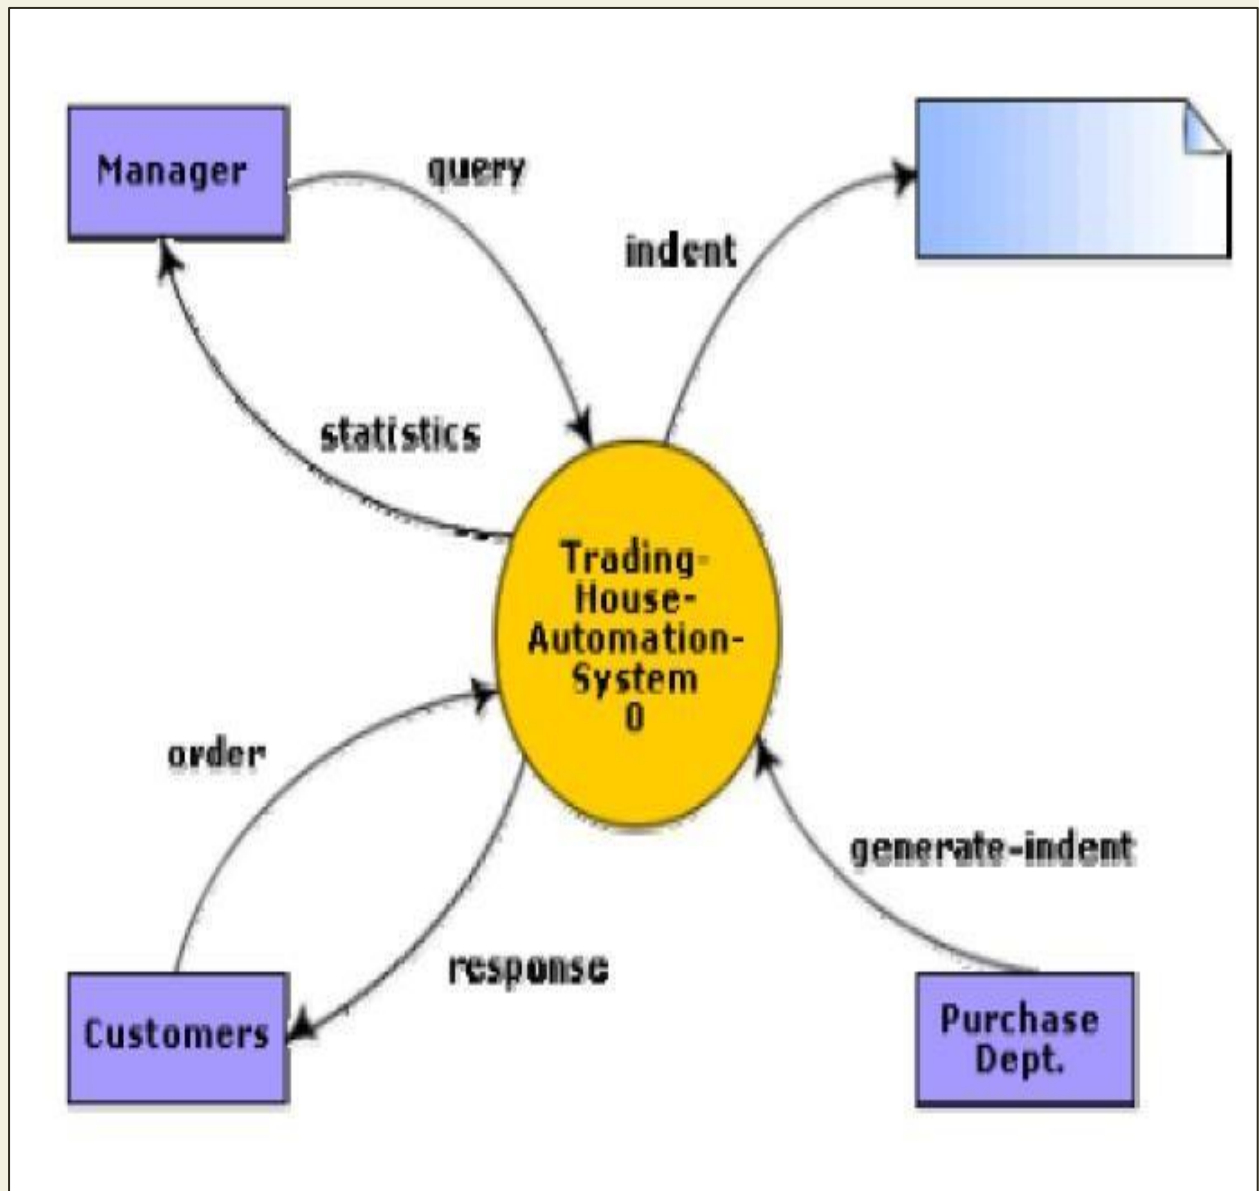 Manager
query
indent
statistics
Trading-
House-
Automation-
System
0
order
generate-indent
response
Customers
Purchase
Dept.